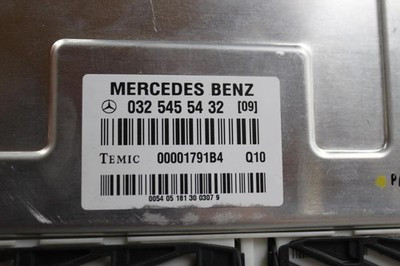 MERCEDES BENZ
032 545 54 32 [09]
TEMIC 00001791B4 Q10
0054 05 181 30 0307 9